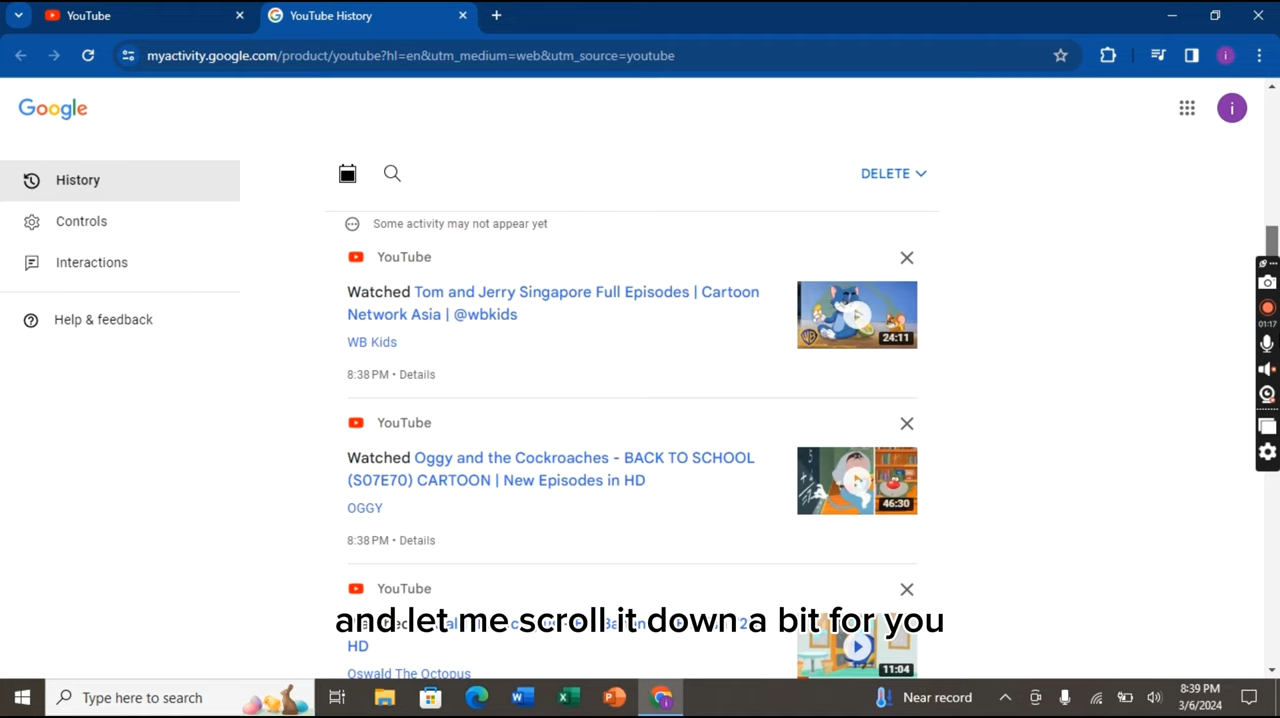 YouTube
YouTube History
myactivity.google.com/product/youtube?hl=en&utm_medium=web&utm_source=youtube
Google
i
i
History
Controls
Interactions
Help & feedback
DELETE
Some activity may not appear yet
YouTube
Watched Tom and Jerry Singapore Full Episodes | Cartoon
Network Asia | @wbkids
WB Kids
8:38 PM • Details
24:11
YouTube
Watched Oggy and the Cockroaches - BACK TO SCHOOL
(S07E70) CARTOON | New Episodes in HD
OGGY
8:38 PM • Details
46:30
YouTube
and let me scroll it down a bit for you
HD
Oswald The Octopus
11:04
01:17
Type here to search
Near record
8:39 PM
3/6/2024